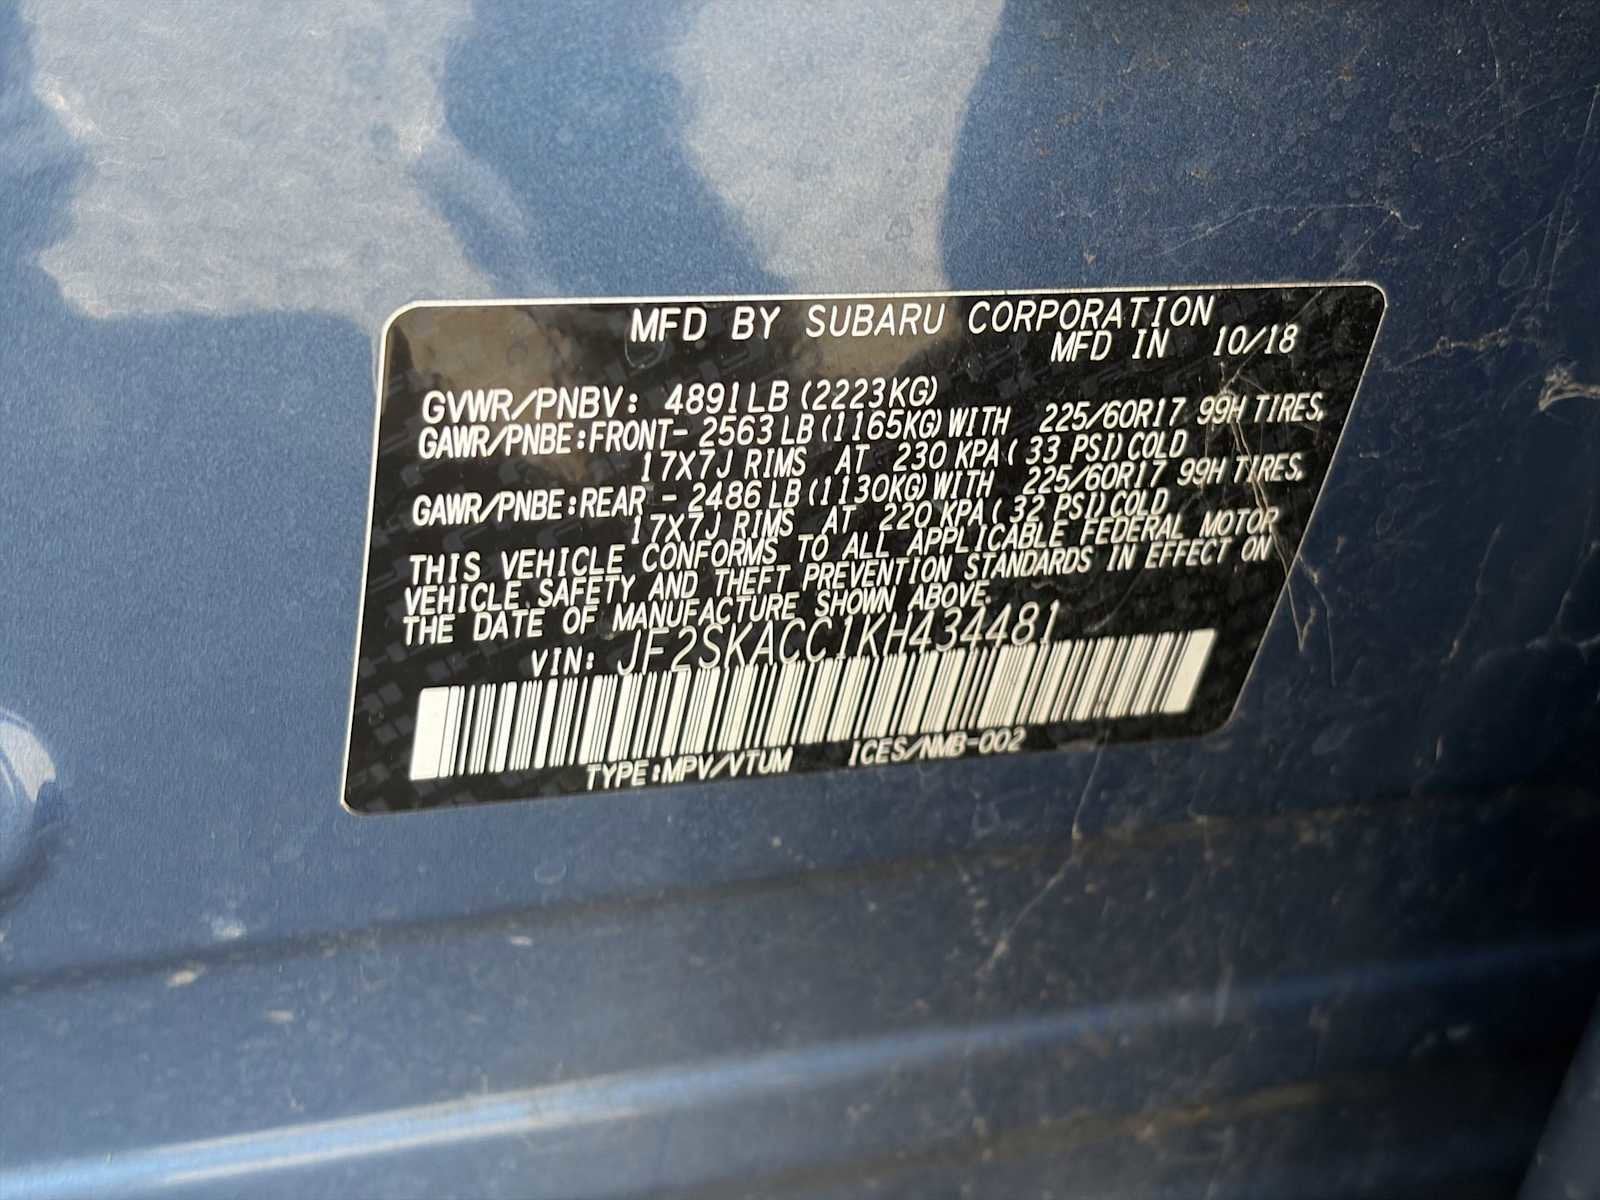 MFD BY SUBARU CORPORATION
MFD IN 10/18
GVWR/PNBV: 4891LB (2223KG)
GAWR/PNBE:FRONT- 2563 LB (1165KG) WITH 225/60R17 99H TIRES,
17X7J RIMS AT 230 KPA ( 33 PSI) COLD
GAWR/PNBE:REAR - 2486 LB (1130KG) WITH 225/60R17 99H TIRES,
17X7J RIMS AT 220 KPA ( 32 PSI) COLD
THIS VEHICLE CONFORMS TO ALL APPLICABLE FEDERAL MOTOR
VEHICLE SAFETY AND THEFT PREVENTION STANDARDS IN EFFECT ON
THE DATE OF MANUFACTURE SHOWN ABOVE.
VIN: JF2SKACC1KH434481
TYPE:MPV/VTUM ICES/NMB-002